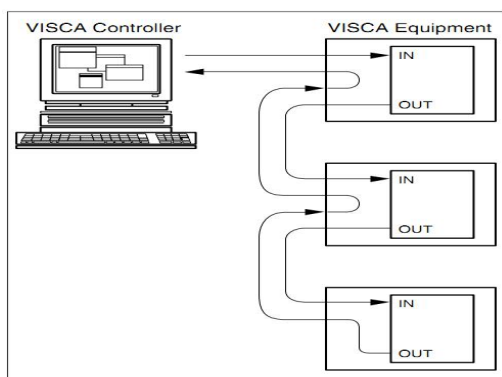 VISCA Controller
VISCA Equipment
IN
OUT
IN
OUT
IN
OUT